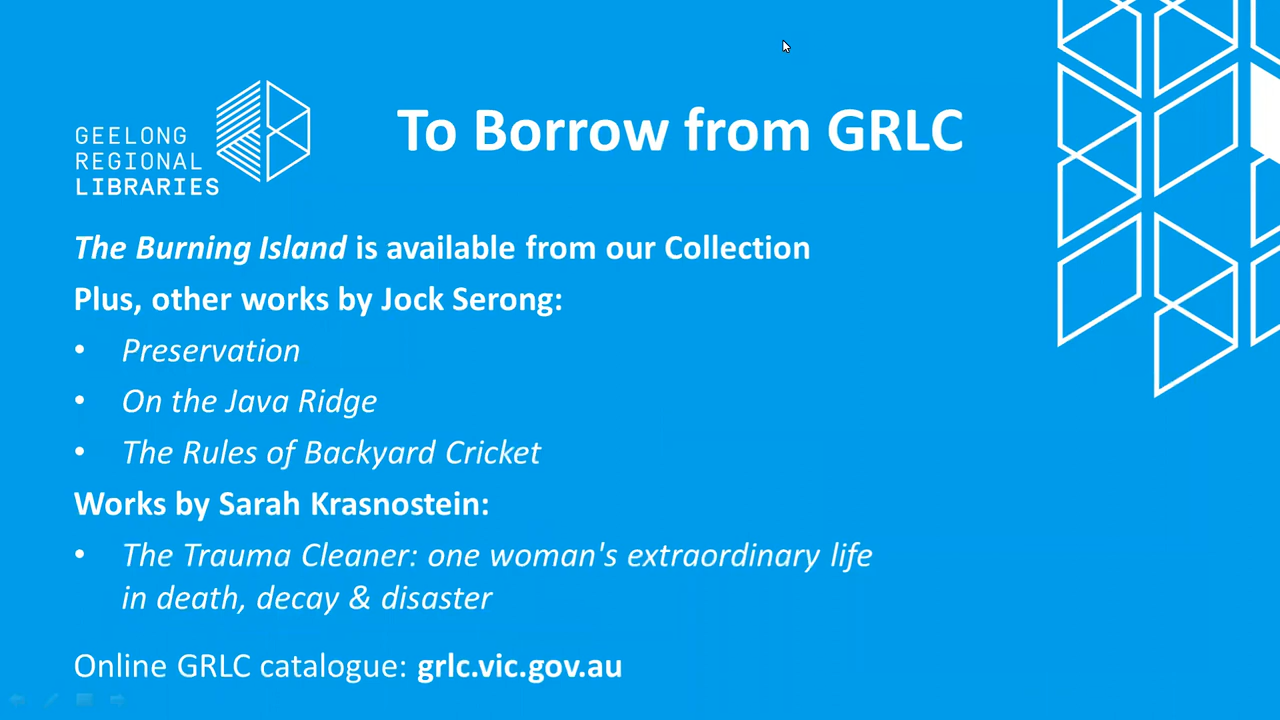 GEELONG
REGIONAL
LIBRARIES
To Borrow from GRLC
The Burning Island is available from our Collection
Plus, other works by Jock Serong:
• Preservation
• On the Java Ridge
• The Rules of Backyard Cricket
Works by Sarah Krasnostein:
• The Trauma Cleaner: one woman's extraordinary life
in death, decay & disaster
Online GRLC catalogue: grlc.vic.gov.au